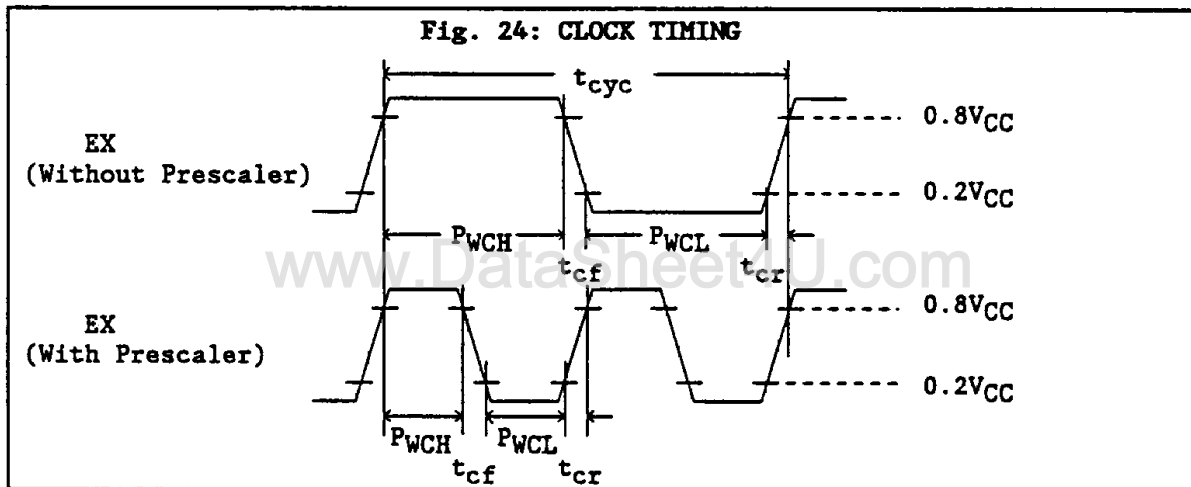 Fig. 24: CLOCK TIMING
tcyc
0.8VCC
EX
(Without Prescaler)
0.2VCC
PWCH
PWCL
www.DataSheet4U.com
tcf
tcr
0.8VCC
EX
(With Prescaler)
0.2VCC
PWCH
PWCL
tcf
tcr